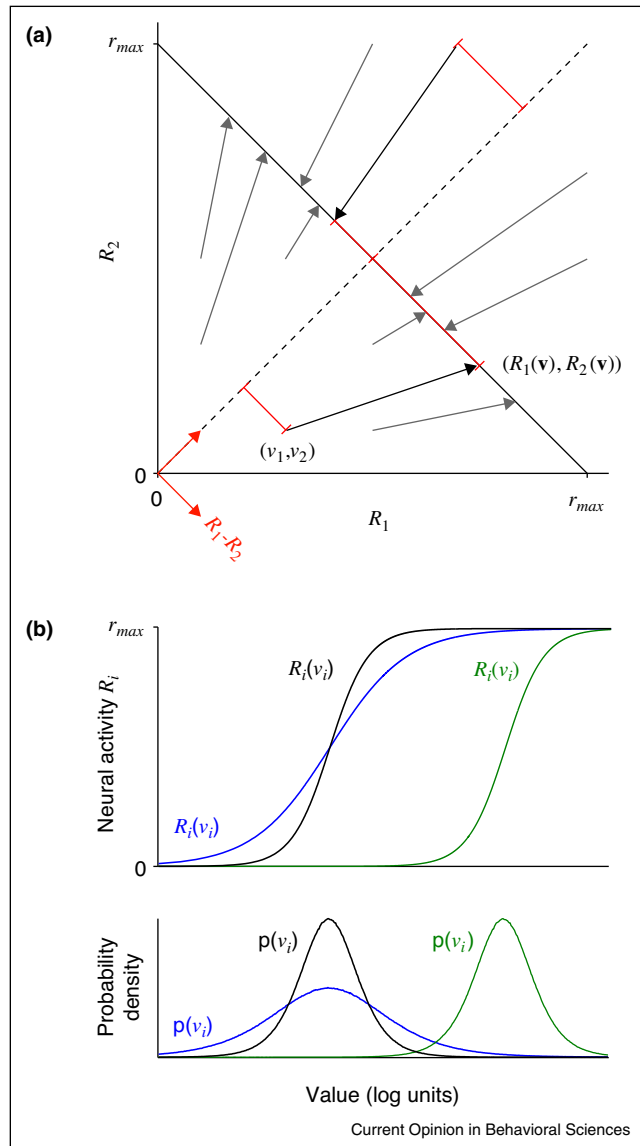 (a)
r_max
R_2
(R_1(v), R_2(v))
(v_1,v_2)
0
0
r_max
R_1-R_2
R_1
(b)
r_max
R_i(v_i)
R_i(v_i)
Neural activity R_i
R_i(v_i)
0
p(v_i)
p(v_i)
Probability
density
p(v_i)
Value (log units)
Current Opinion in Behavioral Sciences